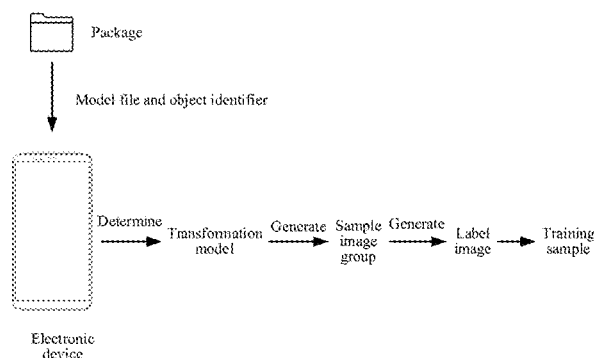 Package
Model file and object identifier
Determine
Transformation
model
Generate
Sample
image
group
Generate
Label
image
Training
sample
Electronic
device